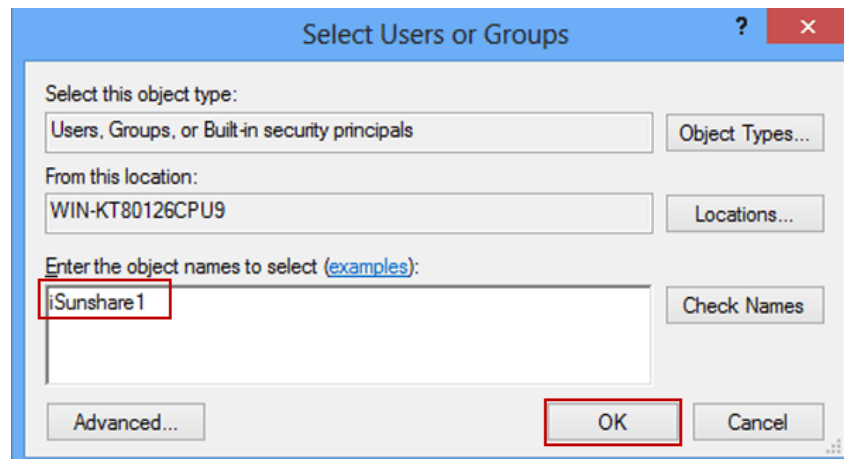 Select Users or Groups
?
Select this object type:
Users, Groups, or Built-in security principals
Object Types...
From this location:
WIN-KT80126CPU9
Locations...
Enter the object names to select (examples):
iSunshare1
Check Names
Advanced...
OK
Cancel